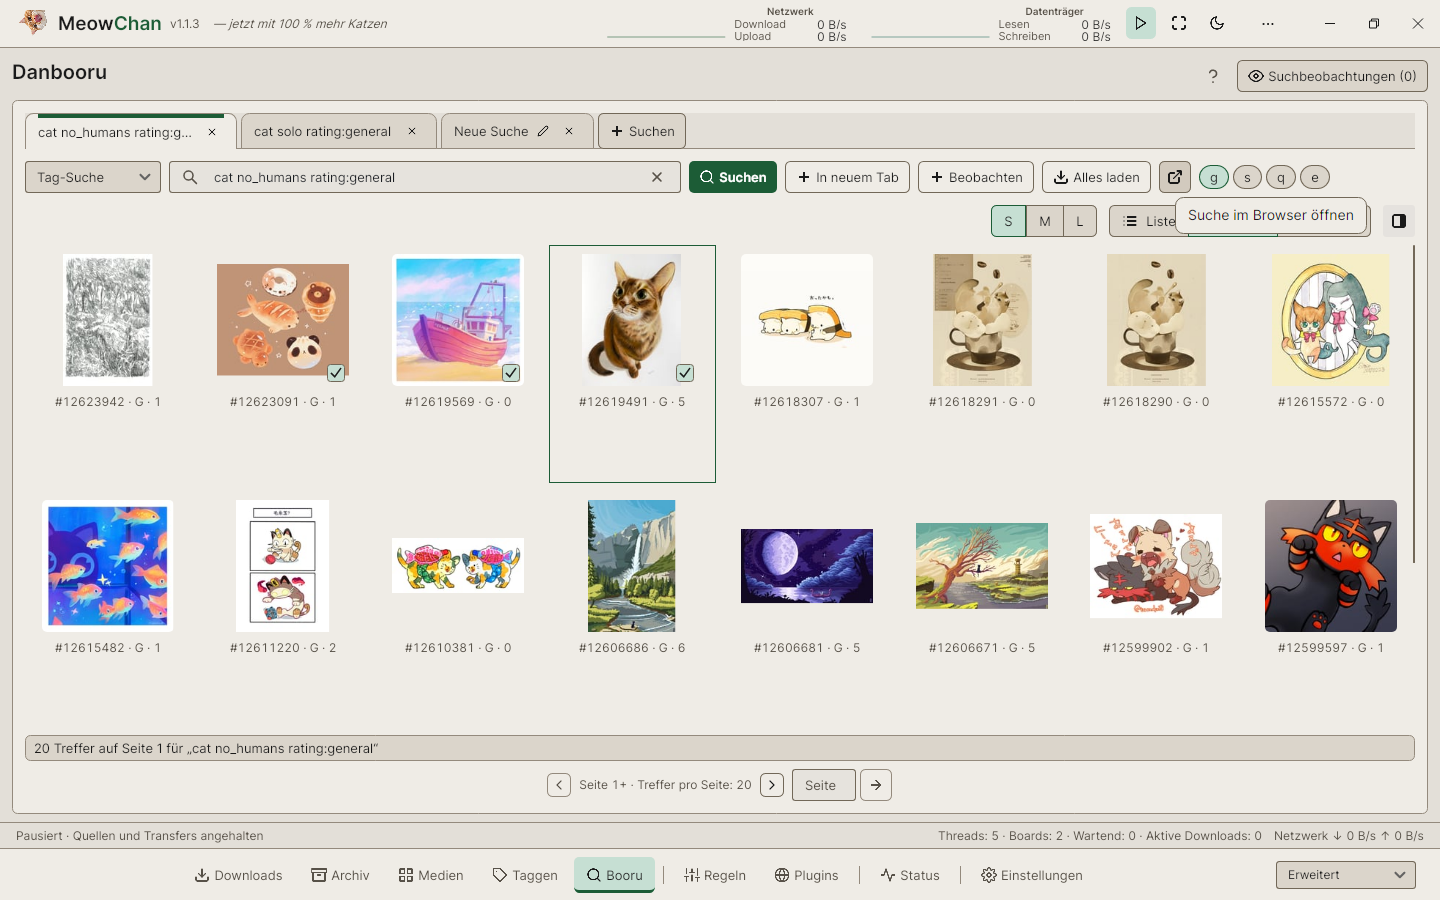 MeowChan v1.1.3 — jetzt mit 100 % mehr Katzen
Netzwerk
Download 0 B/s
Upload 0 B/s
Datenträger
Lesen 0 B/s
Schreiben 0 B/s
Danbooru
? Suchbeobachtungen (0)
cat no_humans rating:g...
cat solo rating:general
Neue Suche
Suchen
Tag-Suche
cat no_humans rating:general
Suchen
In neuem Tab
Beobachten
Alles laden
g s q e
S M L
Liste
Suche im Browser öffnen
#12623942 · G · 1
#12623091 · G · 1
#12619569 · G · 0
#12619491 · G · 5
#12618307 · G · 1
#12618291 · G · 0
#12618290 · G · 0
#12615572 · G · 0
#12615482 · G · 1
#12611220 · G · 2
#12610381 · G · 0
#12606686 · G · 6
#12606681 · G · 5
#12606671 · G · 5
#12599902 · G · 1
#12599597 · G · 1
20 Treffer auf Seite 1 für „cat no_humans rating:general“
Seite 1+ · Treffer pro Seite: 20
Seite
Pausiert · Quellen und Transfers angehalten
Threads: 5 · Boards: 2 · Wartend: 0 · Aktive Downloads: 0 Netzwerk ↓ 0 B/s ↑ 0 B/s
Downloads
Archiv
Medien
Taggen
Booru
Regeln
Plugins
Status
Einstellungen
Erweitert